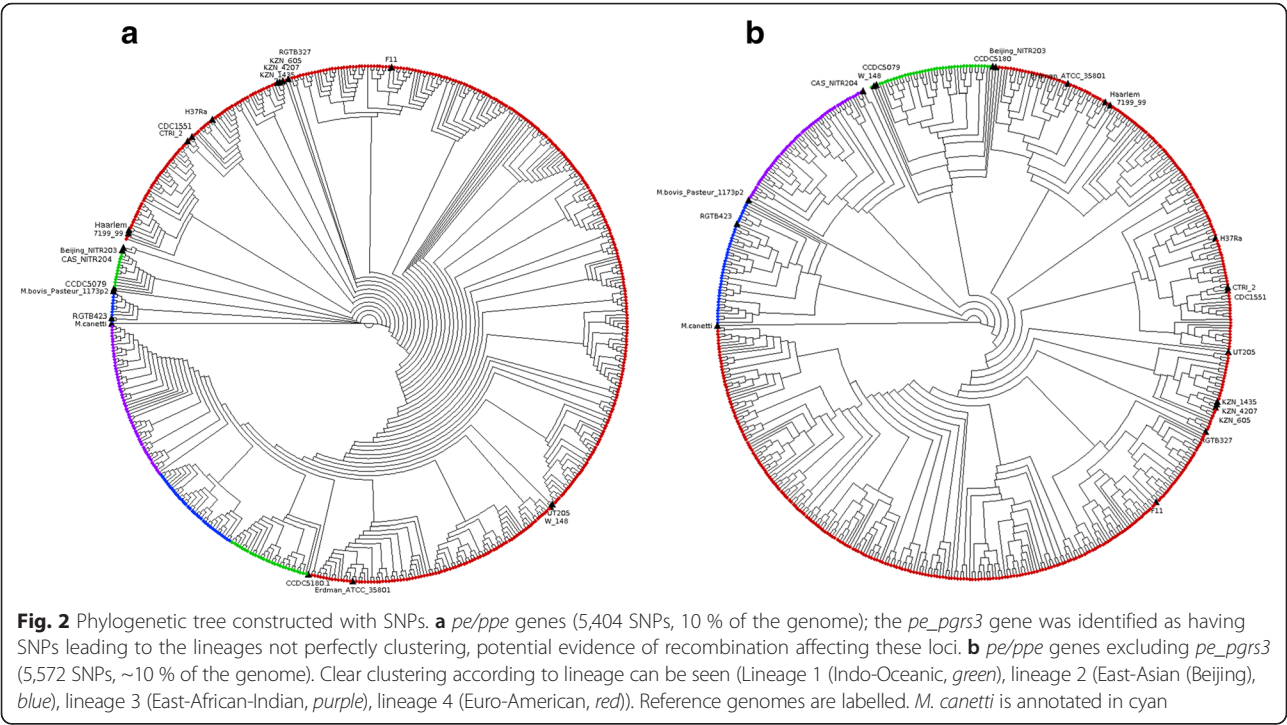 a
RGTB327
KZN_605
KZN_4207
KZN_1435
F11
H37Ra
CDC1551
CTRI_2
Haarlem
7199_99
Beijing_NITR203
CAS_NITR204
CCDC5079
M.bovis_Pasteur_1173p2
RGTB423
M.canetti
UT205
W_148
CCDC5180.1
Erdman_ATCC_35801
b
Beijing_NITR203
CCDC5180
CCDC5079
W_148
CAS_NITR204
Haarlem
7199_99
M.bovis_Pasteur_1173p2
RGTB423
H37Ra
CTRI_2
CDC1551
M.canetti
UT205
KZN_1435
KZN_4207
KZN_605
RGTB327
F11
Fig. 2 Phylogenetic tree constructed with SNPs. a pe/ppe genes (5,404 SNPs, 10 % of the genome); the pe_pgrs3 gene was identified as having
SNPs leading to the lineages not perfectly clustering, potential evidence of recombination affecting these loci. b pe/ppe genes excluding pe_pgrs3
(5,572 SNPs, ~10 % of the genome). Clear clustering according to lineage can be seen (Lineage 1 (Indo-Oceanic, green), lineage 2 (East-Asian (Beijing),
blue), lineage 3 (East-African-Indian, purple), lineage 4 (Euro-American, red)). Reference genomes are labelled. M. canetti is annotated in cyan